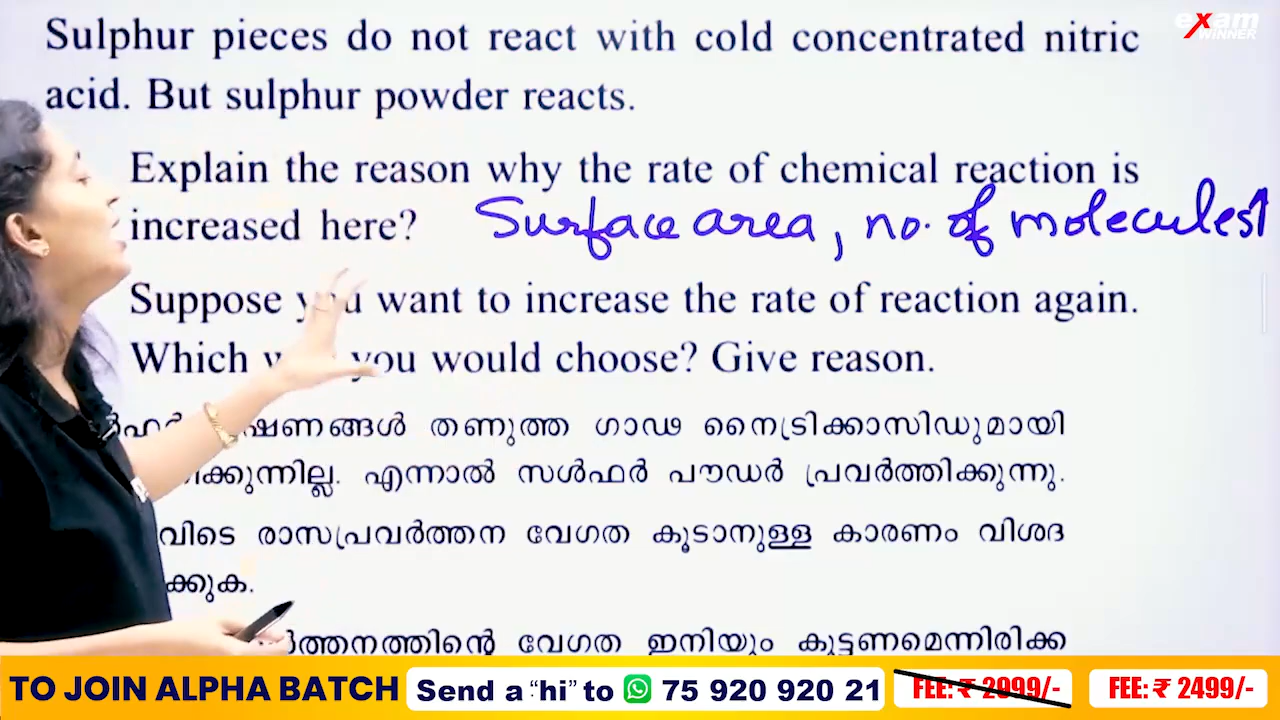 exam
WINNER
Sulphur pieces do not react with cold concentrated nitric
acid. But sulphur powder reacts.
Explain the reason why the rate of chemical reaction is
increased here? Surface area, no. of molecules↑
Suppose you want to increase the rate of reaction again.
Which you would choose? Give reason.
തണുത്ത ഗാഢ നൈട്രിക്കാസിഡുമായി
എന്നാൽ സൾഫർ പൗഡർ പ്രവർത്തിക്കുന്നു.
രാസപ്രവർത്തന വേഗത കൂടാനുള്ള കാരണം വിശദ
വേഗത ഇനിയും കൂട്ടണമെന്നിരിക്ക
TO JOIN ALPHA BATCH Send a “hi” to 75 920 920 21 FEE: ₹ 2999/- FEE: ₹ 2499/-